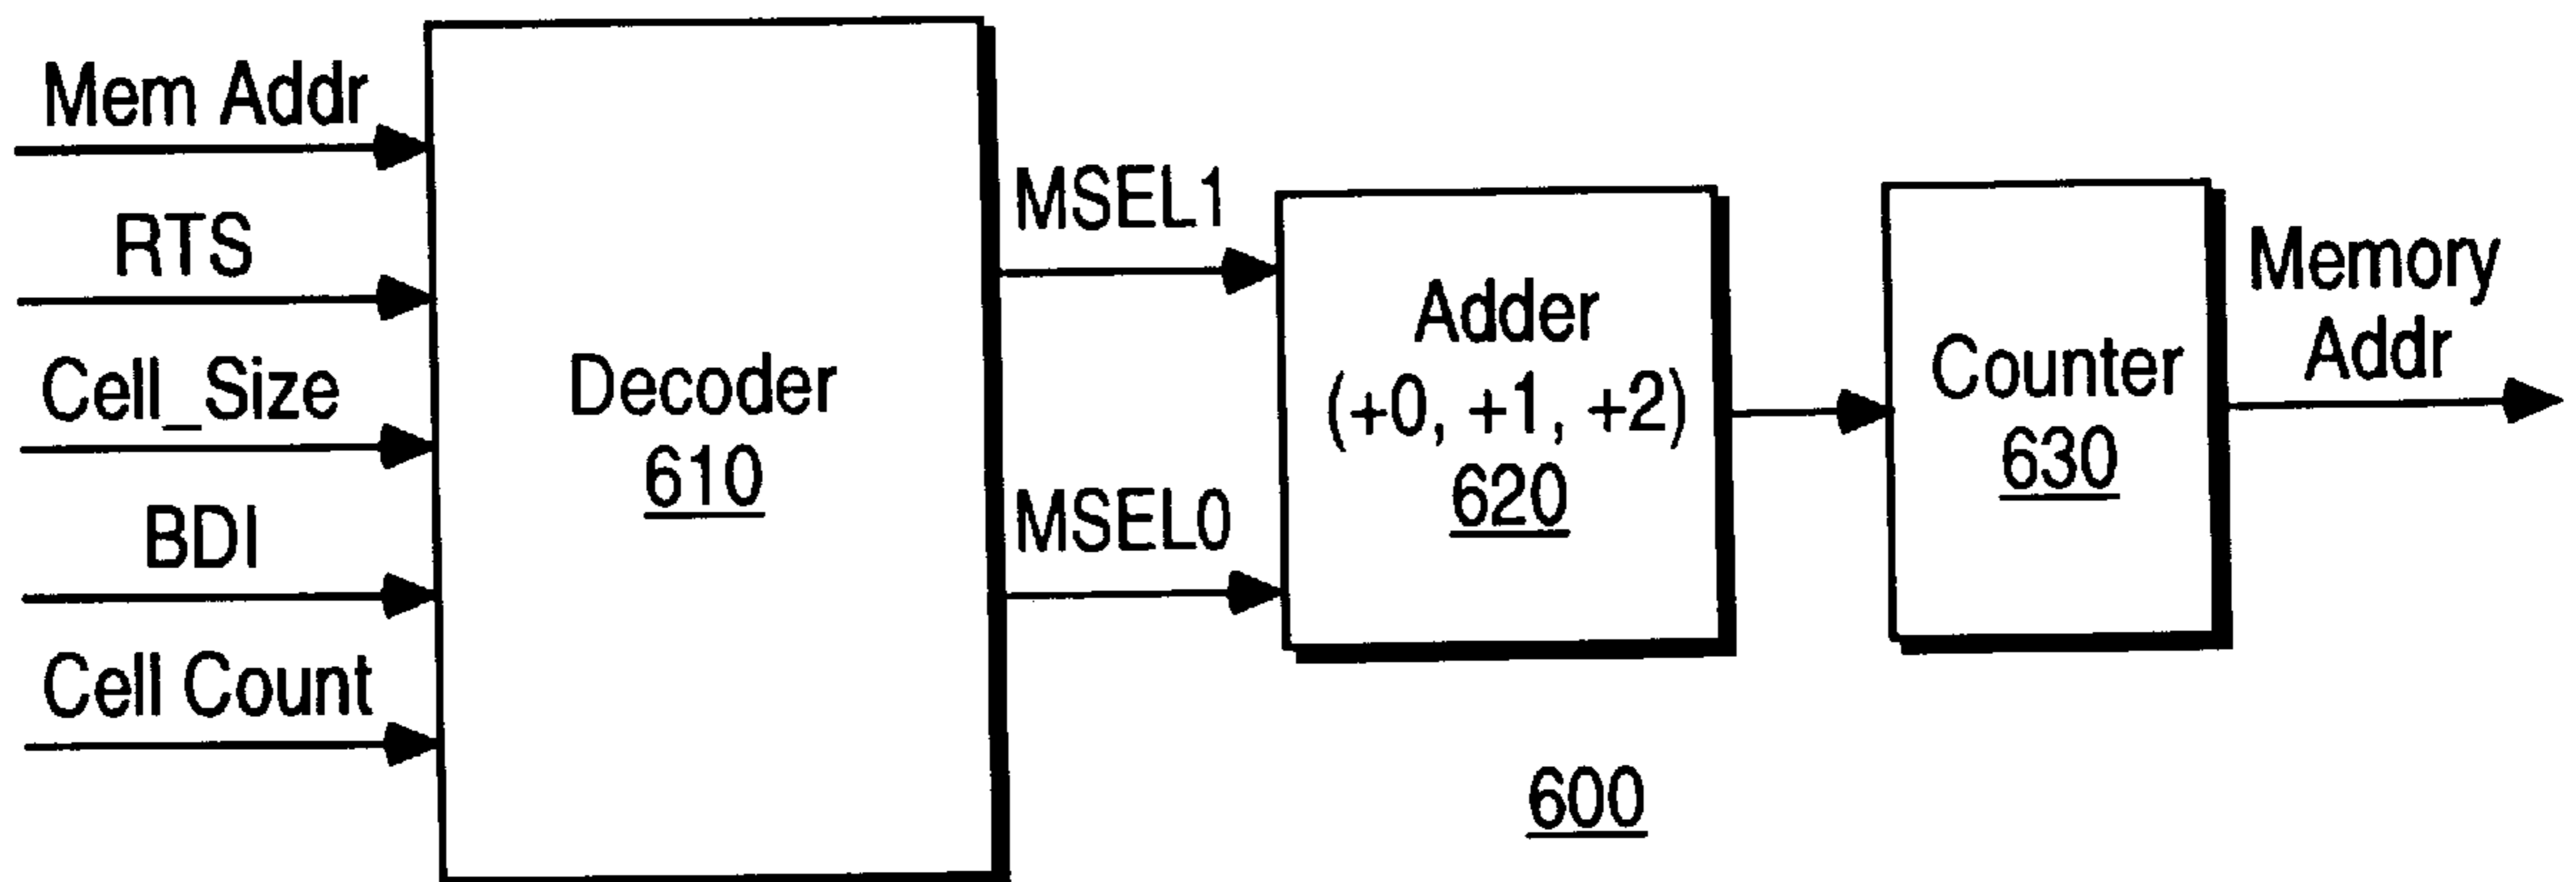 Mem Addr
RTS
Cell_Size
BDI
Cell Count
Decoder
610
MSEL1
MSEL0
Adder
(+0, +1, +2)
620
Counter
630
Memory
Addr
600